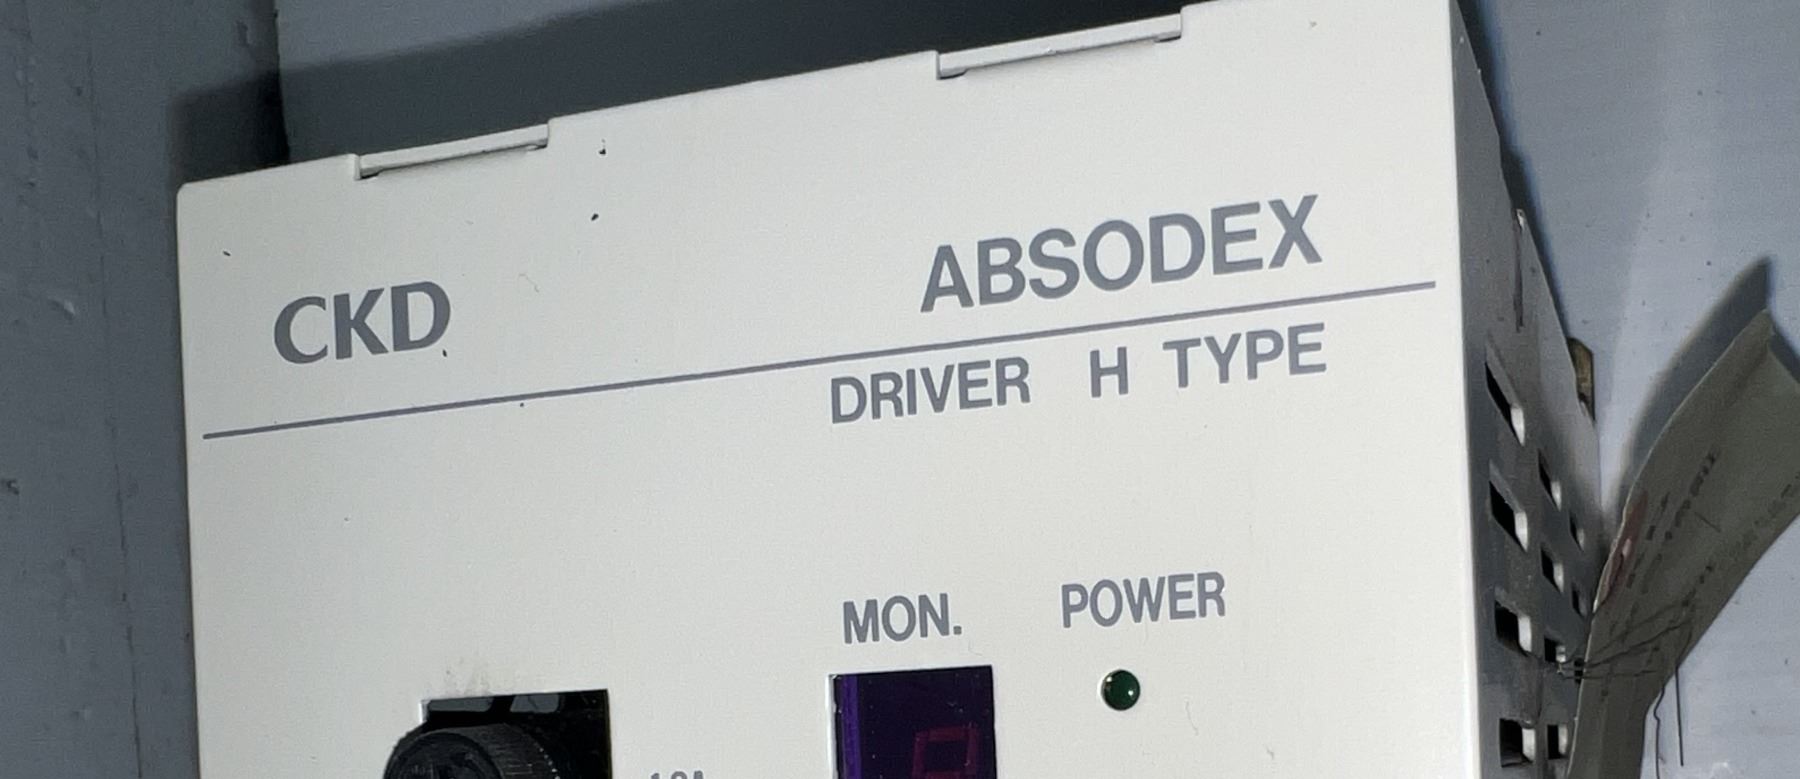 CKD
ABSODEX
DRIVER H TYPE
MON.
POWER